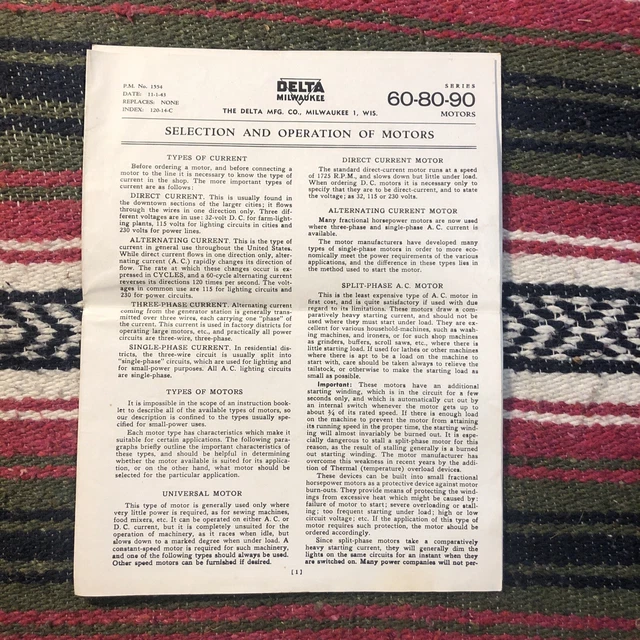 P.M. No. 1554
DATE: 11-1-43
REPLACES: NONE
INDEX: 120-14-C
DELTA
MILWAUKEE
THE DELTA MFG. CO., MILWAUKEE 1, WIS.
SERIES
60-80-90
MOTORS
SELECTION AND OPERATION OF MOTORS
TYPES OF CURRENT
Before ordering a motor, and before connecting a
motor to the line it is necessary to know the type of
current in the shop. The more important types of
current are as follows:
DIRECT CURRENT. This is usually found in
the downtown sections of the larger cities; it flows
through the wires in one direction only. Three dif-
ferent voltages are in use: 32-volt D. C. for farm-light-
ing plants, 115 volts for lighting circuits in cities and
230 volts for power lines.
ALTERNATING CURRENT. This is the type of
current in general use throughout the United States.
While direct current flows in one direction only, alter-
nating current (A. C.) rapidly changes its direction of
flow. The rate at which these changes occur is ex-
pressed in CYCLES, and a 60-cycle alternating current
reverses its directions 120 times per second. The volt-
ages in common use are 115 volts for lighting circuits and
230 for power circuits.
THREE-PHASE CURRENT. Alternating current
coming from the generator station is generally trans-
mitted over three wires, each carrying one "phase" of
the current. This current is used in factory districts for
operating large motors, etc., and practically all power
circuits are three-wire, three-phase.
SINGLE-PHASE CURRENT. In residential dis-
tricts, the three-wire circuit is usually split into
"single-phase" circuits, which are used for lighting and
for small-power purposes. All A. C. lighting circuits
are single-phase.
TYPES OF MOTORS
It is impossible in the scope of an instruction book-
let to describe all of the available types of motors, so
our description is confined to the types usually spe-
cified for small-power uses.
Each motor type has characteristics which make it
suitable for certain applications. The following para-
graphs briefly outline the important characteristics of
these types, and should be helpful in determining
whether the motor available is suited for its applica-
tion, or on the other hand, what motor should be
selected for the particular application.
UNIVERSAL MOTOR
This type of motor is generally used only where
very little power is required, as for sewing machines,
food mixers, etc. It can be operated on either A. C. or
D. C. current, but it is completely unsuited for the
operation of machinery, as it races when idle, but
slows down to a marked degree when under load. A
constant-speed motor is required for such machinery,
and one of the following types should always be used.
Other speed motors can be furnished if desired.
DIRECT CURRENT MOTOR
The standard direct-current motor runs at a speed
of 1725 R.P.M., and slows down but little under load.
When ordering D. C. motors it is necessary only to
specify that they are to be direct-current, and to state
the voltage; as 32, 115 or 230 volts.
ALTERNATING CURRENT MOTOR
Many fractional horsepower motors are now used
where three-phase and single-phase A. C. current is
available.
The motor manufacturers have developed many
types of single-phase motors in order to more eco-
nomically meet the power requirements of the various
applications, and the difference in these types lies in
the method used to start the motor.
SPLIT-PHASE A.C. MOTOR
This is the least expensive type of A. C. motor in
first cost, and is quite satisfactory if used with due
regard to its limitations. These motors draw a com-
paratively heavy starting current, and should not be
used where they must start under load. They are ex-
cellent for various household-machines, such as wash-
ing machines, and ironers, or for such shop machines
as grinders, buffers, scroll saws, etc., where there is
little starting load. If used for lathes or other machines
where there is apt to be a load on the machine to
start with, care should be taken always to relieve the
tailstock, or otherwise to make the starting load as
small as possible.
Important: These motors have an additional
starting winding, which is in the circuit for a few
seconds only, and which is automatically cut out by
an internal switch whenever the motor gets up to
about ¾ of its rated speed. If there is enough load
on the machine to prevent the motor from attaining
its running speed in the proper time, the starting wind-
ing will almost invariably be burned out. It is es-
pecially dangerous to stall a split-phase motor for this
reason, as the result of stalling generally is a burned
out starting winding. The motor manufacturer has
overcome this weakness in recent years by the addi-
tion of Thermal (temperature) overload devices.
These devices can be built into small fractional
horsepower motors as a protective device against motor
burn-outs. They provide means of protecting the wind-
ings from excessive heat which might be caused by:
failure of motor to start; severe overloading or stall-
ing; too frequent starting under load; high or low
circuit voltage; etc. If the application of this type of
motor requires such protection, the motor should be
ordered accordingly.
Since split-phase motors take a comparatively
heavy starting current, they will generally dim the
lights on the same circuits for an instant when they
are switched on. Many power companies will not per-
[1]